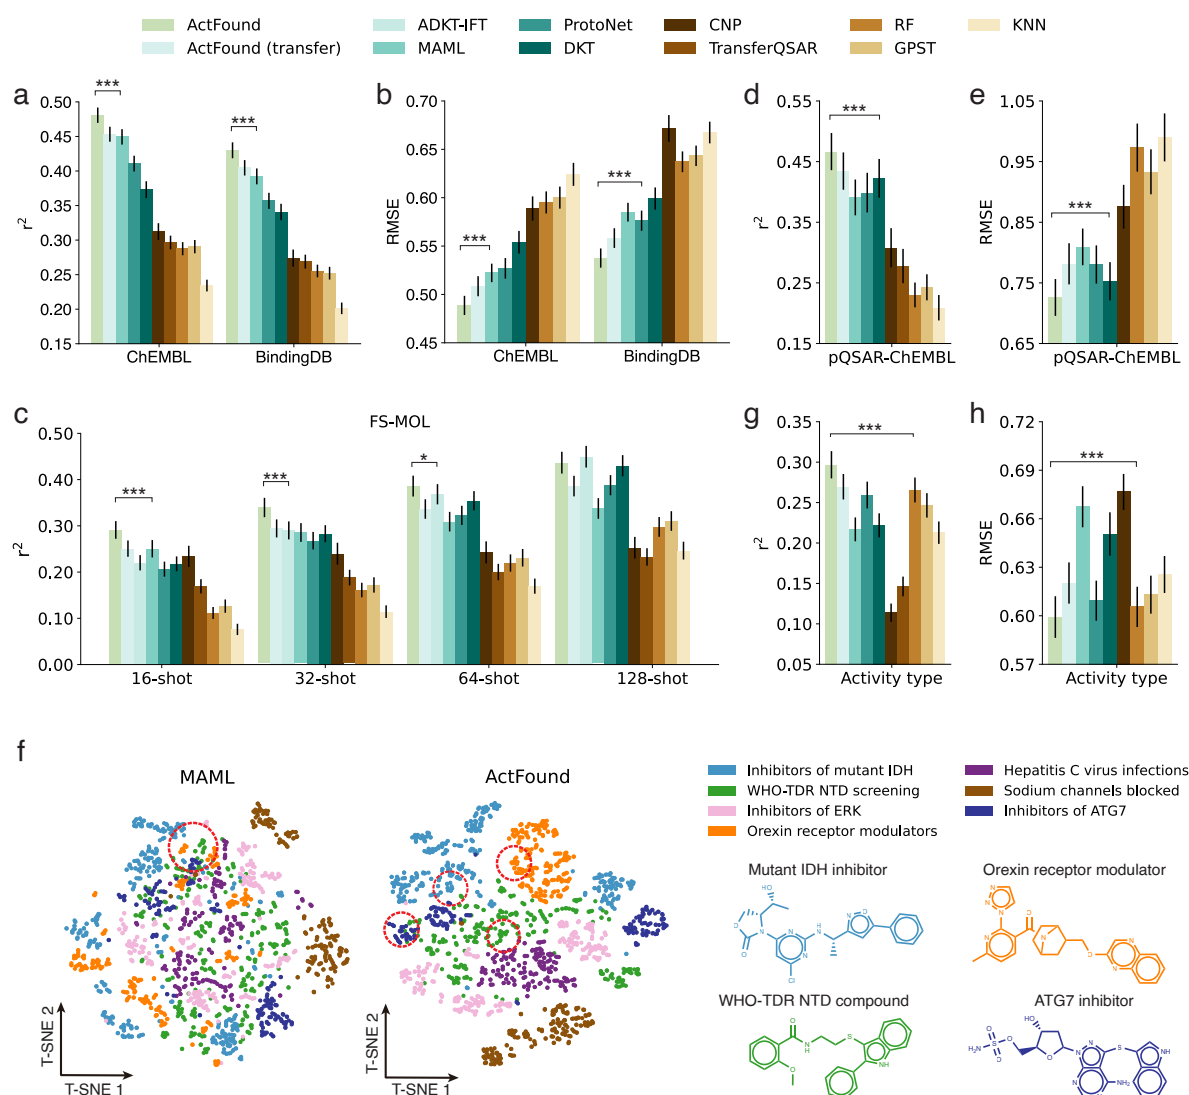 ActFound
ActFound (transfer)
ADKT-IFT
MAML
ProtoNet
DKT
CNP
TransferQSAR
RF
GPST
KNN
a
r²
0.50
0.45
0.40
0.35
0.30
0.25
0.20
0.15
***
***
ChEMBL
BindingDB
b
RMSE
0.70
0.65
0.60
0.55
0.50
0.45
***
***
ChEMBL
BindingDB
d
r²
0.55
0.45
0.35
0.25
0.15
***
pQSAR-ChEMBL
e
RMSE
1.05
0.95
0.85
0.75
0.65
***
pQSAR-ChEMBL
c
FS-MOL
r²
0.50
0.40
0.30
0.20
0.10
0.00
***
***
*
16-shot
32-shot
64-shot
128-shot
g
r²
0.35
0.30
0.25
0.20
0.15
0.10
0.05
***
Activity type
h
RMSE
0.72
0.69
0.66
0.63
0.60
0.57
***
Activity type
f
MAML
T-SNE 2
T-SNE 1
ActFound
T-SNE 2
T-SNE 1
Inhibitors of mutant IDH
WHO-TDR NTD screening
Inhibitors of ERK
Orexin receptor modulators
Hepatitis C virus infections
Sodium channels blocked
Inhibitors of ATG7
Mutant IDH inhibitor
Orexin receptor modulator
WHO-TDR NTD compound
ATG7 inhibitor